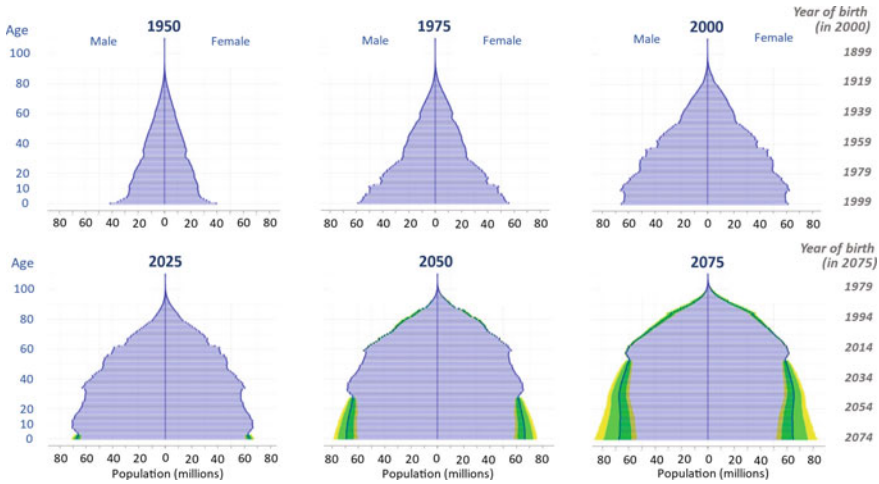 Age 1950 1975 2000 Year of birth
(in 2000)
Male Female Male Female Male Female
100 1899
80 1919
60 1939
40 1959
20 1979
10
0 1999
80 60 40 20 0 20 40 60 80 80 60 40 20 0 20 40 60 80 80 60 40 20 0 20 40 60 80
Age 2025 2050 2075 Year of birth
(in 2075)
100 1979
80 1994
60 2014
40 2034
20 2054
10
0 2074
80 60 40 20 0 20 40 60 80 80 60 40 20 0 20 40 60 80 80 60 40 20 0 20 40 60 80
Population (millions) Population (millions) Population (millions)